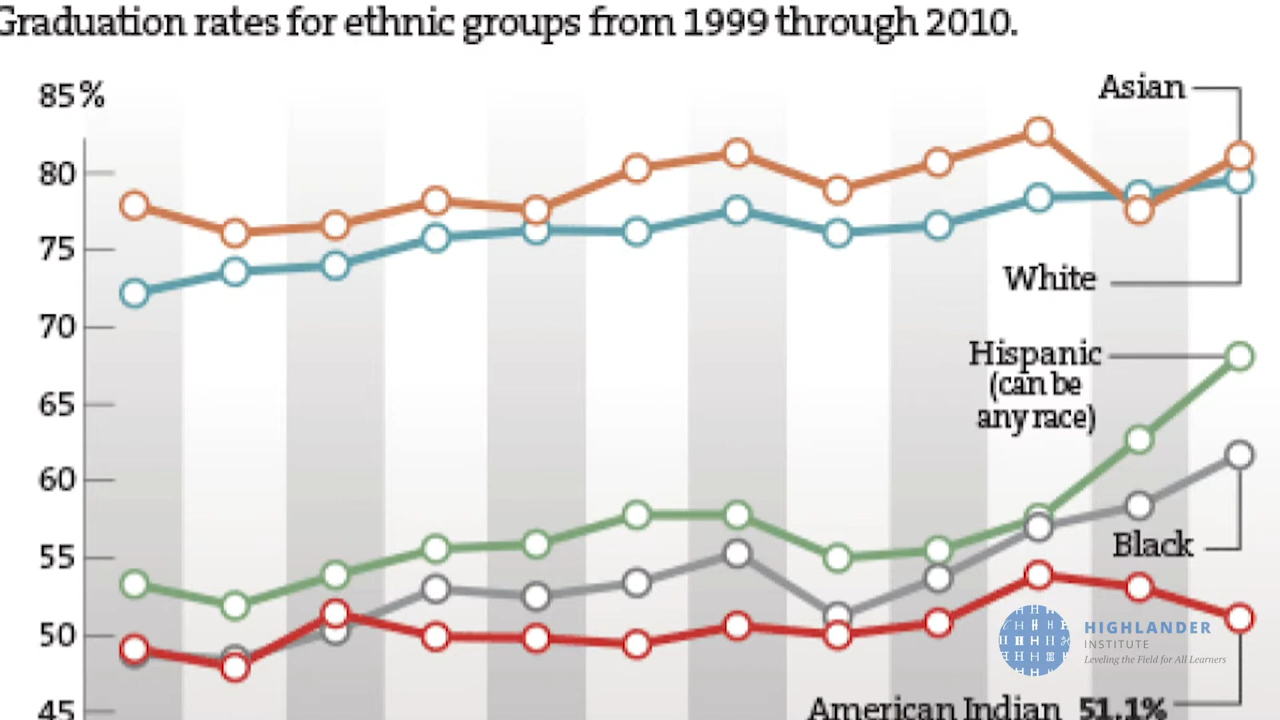 Graduation rates for ethnic groups from 1999 through 2010.
85%
Asian
80
75
White
70
Hispanic
(can be
any race)
65
60
55
Black
50
HIGHLANDER
INSTITUTE
Leveling the Field for All Learners
45
American Indian 51.1%